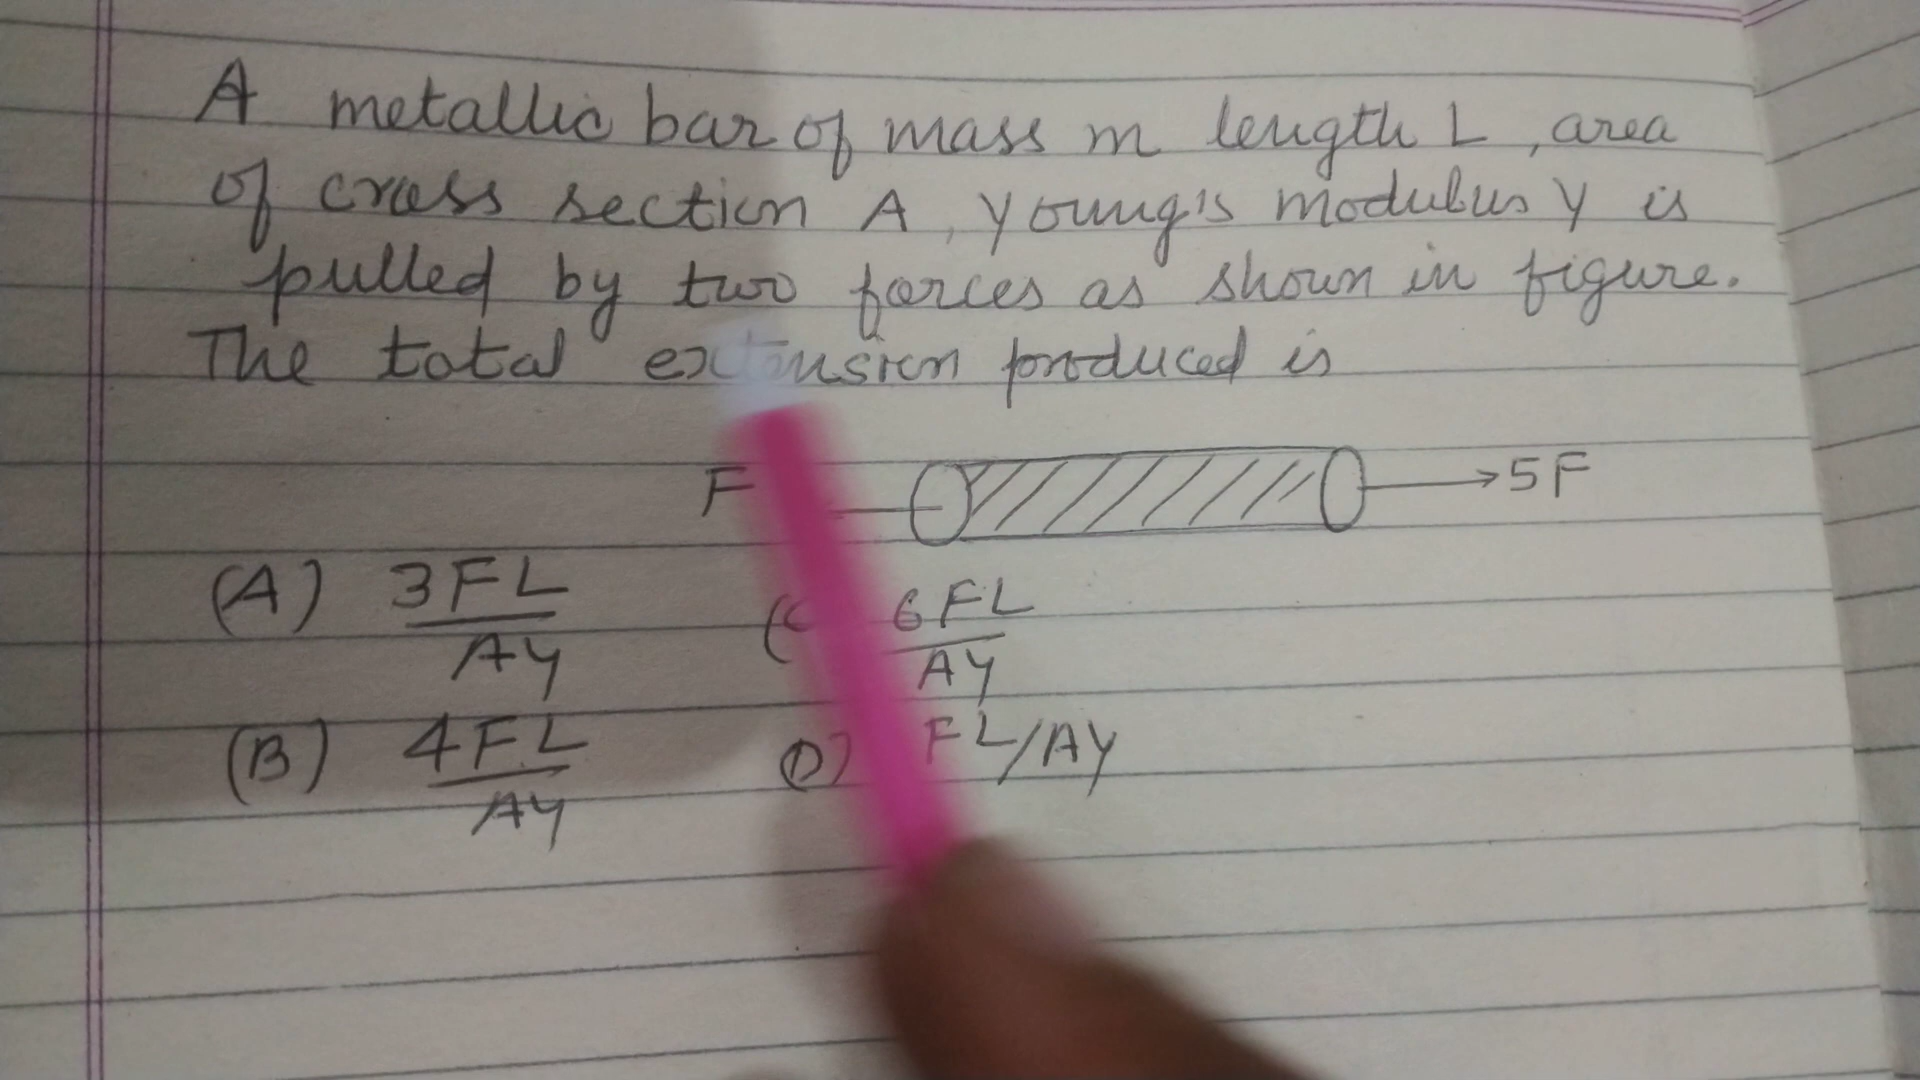 A metallic bar of mass m length L, area
of cross section A, Young's modulus Y is
pulled by two forces as shown in figure.
The total extension produced is
F 5F
(A) 3FL/AY (C 6FL/AY
(B) 4FL/AY D) FL/AY